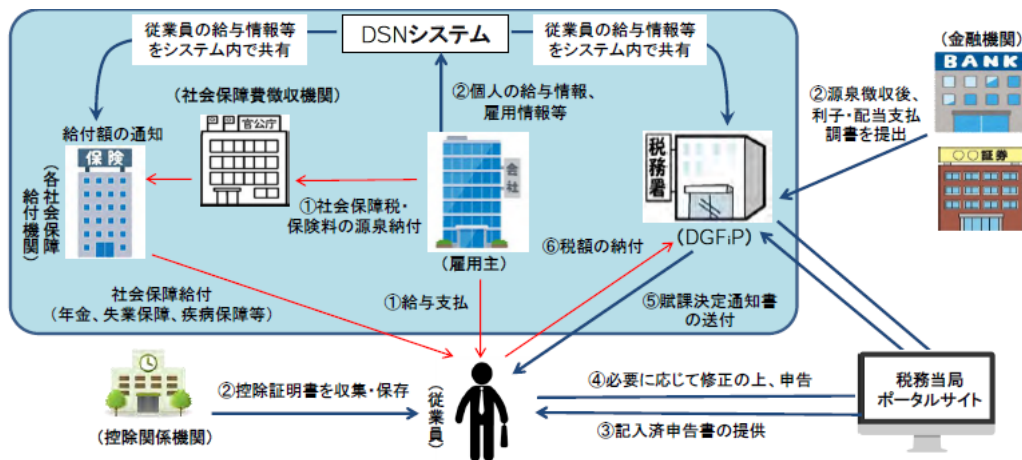 従業員の給与情報等
をシステム内で共有
DSNシステム
従業員の給与情報等
をシステム内で共有
(金融機関)
BANK
②源泉徴収後、
利子・配当支払
調書を提出
〇〇証券
(社会保障費徴収機関)
官公庁
②個人の給与情報、
雇用情報等
給付額の通知
保険
(各社会保障
給付機関)
会社
税務署
①社会保障税・
保険料の源泉納付
(雇用主)
(DGFiP)
⑥税額の納付
社会保障給付
(年金、失業保障、疾病保障等)
①給与支払
⑤賦課決定通知書
の送付
②控除証明書を収集・保存
(控除関係機関)
(従業員)
④必要に応じて修正の上、申告
③記入済申告書の提供
税務当局
ポータルサイト